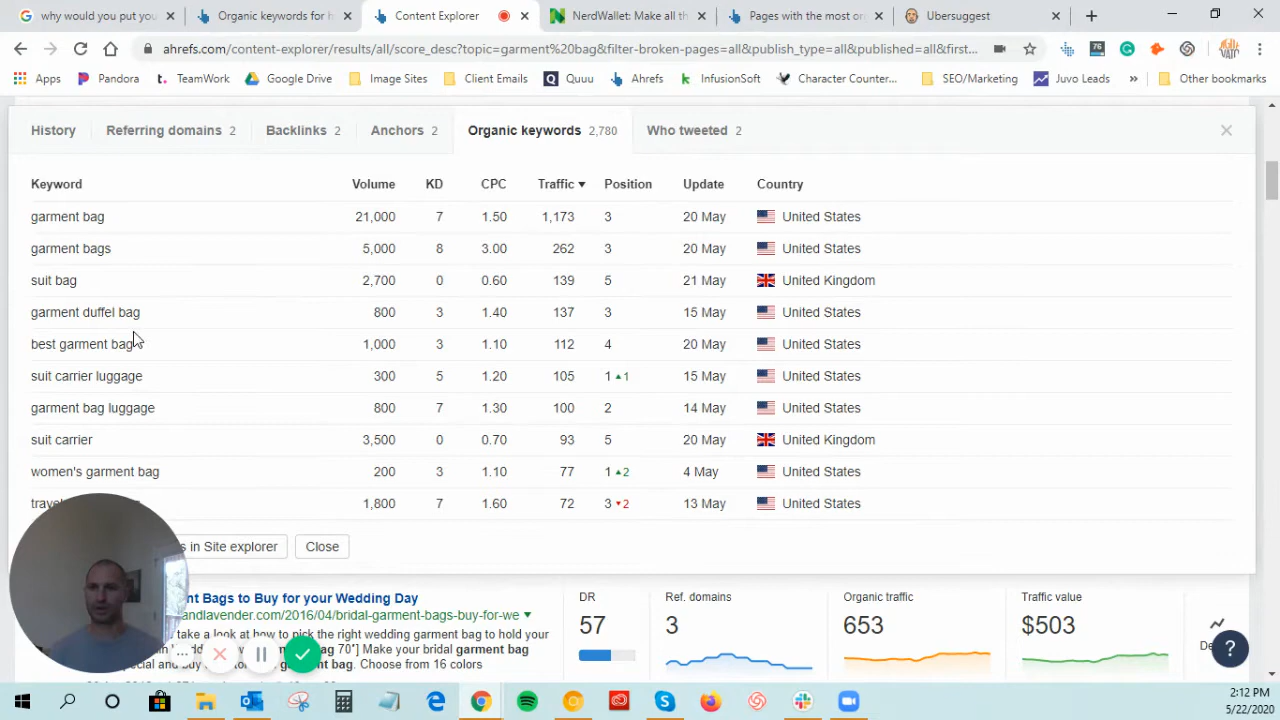 why would you put you
Organic keywords for
Content Explorer
NerdWallet: Make all th
Pages with the most or
Ubersuggest
ahrefs.com/content-explorer/results/all/score_desc?topic=garment%20bag&filter-broken-pages=all&publish_type=all&published=all&first...
76
Apps
Pandora
TeamWork
Google Drive
Image Sites
Client Emails
Quuu
Ahrefs
InfusionSoft
Character Counter...
SEO/Marketing
Juvo Leads
»
Other bookmarks
History
Referring domains 2
Backlinks 2
Anchors 2
Organic keywords 2,780
Who tweeted 2
Keyword Volume KD CPC Traffic Position Update Country
garment bag 21,000 7 1.50 1,173 3 20 May United States
garment bags 5,000 8 3.00 262 3 20 May United States
suit bag 2,700 0 0.60 139 5 21 May United Kingdom
garment duffel bag 800 3 1.40 137 3 15 May United States
best garment bag 1,000 3 1.10 112 4 20 May United States
suit carrier luggage 300 5 1.20 105 1 1 15 May United States
garment bag luggage 800 7 1.30 100 2 14 May United States
suit carrier 3,500 0 0.70 93 5 20 May United Kingdom
women's garment bag 200 3 1.10 77 1 2 4 May United States
1,800 7 1.60 72 3 2 13 May United States
s in Site explorer
Close
nt Bags to Buy for your Wedding Day
andlavender.com/2016/04/bridal-garment-bags-buy-for-we
take a look at how to pick the right wedding garment bag to hold your
bag 70"] Make your bridal garment
garment bag. Choose from 16 colors
DR
57
Ref. domains
3
Organic traffic
653
Traffic value
$503
?
2:12 PM
5/22/2020